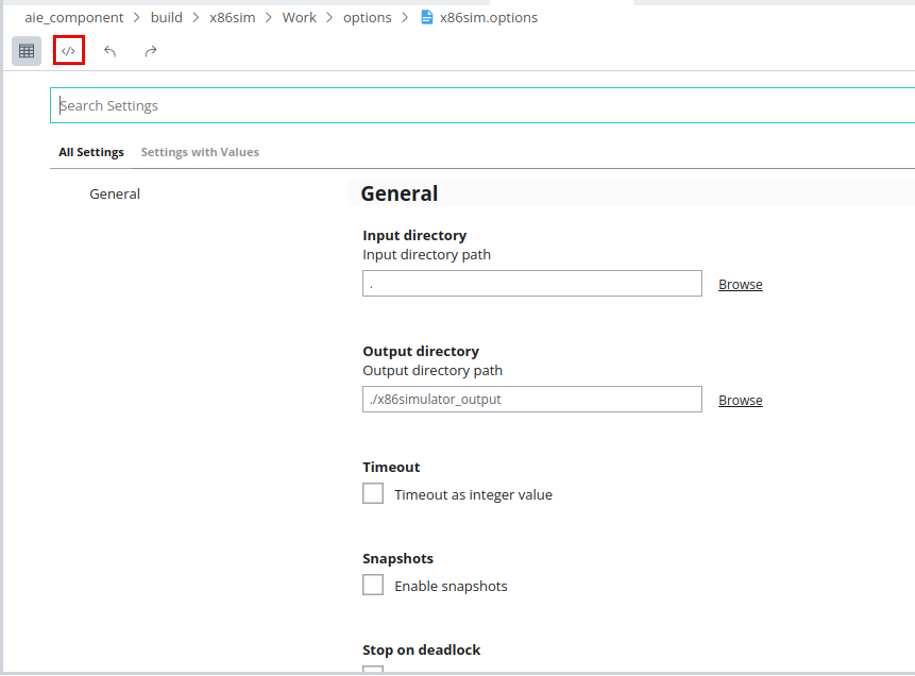 aie_component > build > x86sim > Work > options > x86sim.options
</>
Search Settings
All Settings Settings with Values
General
General
Input directory
Input directory path
. Browse
Output directory
Output directory path
./x86simulator_output Browse
Timeout
Timeout as integer value
Snapshots
Enable snapshots
Stop on deadlock